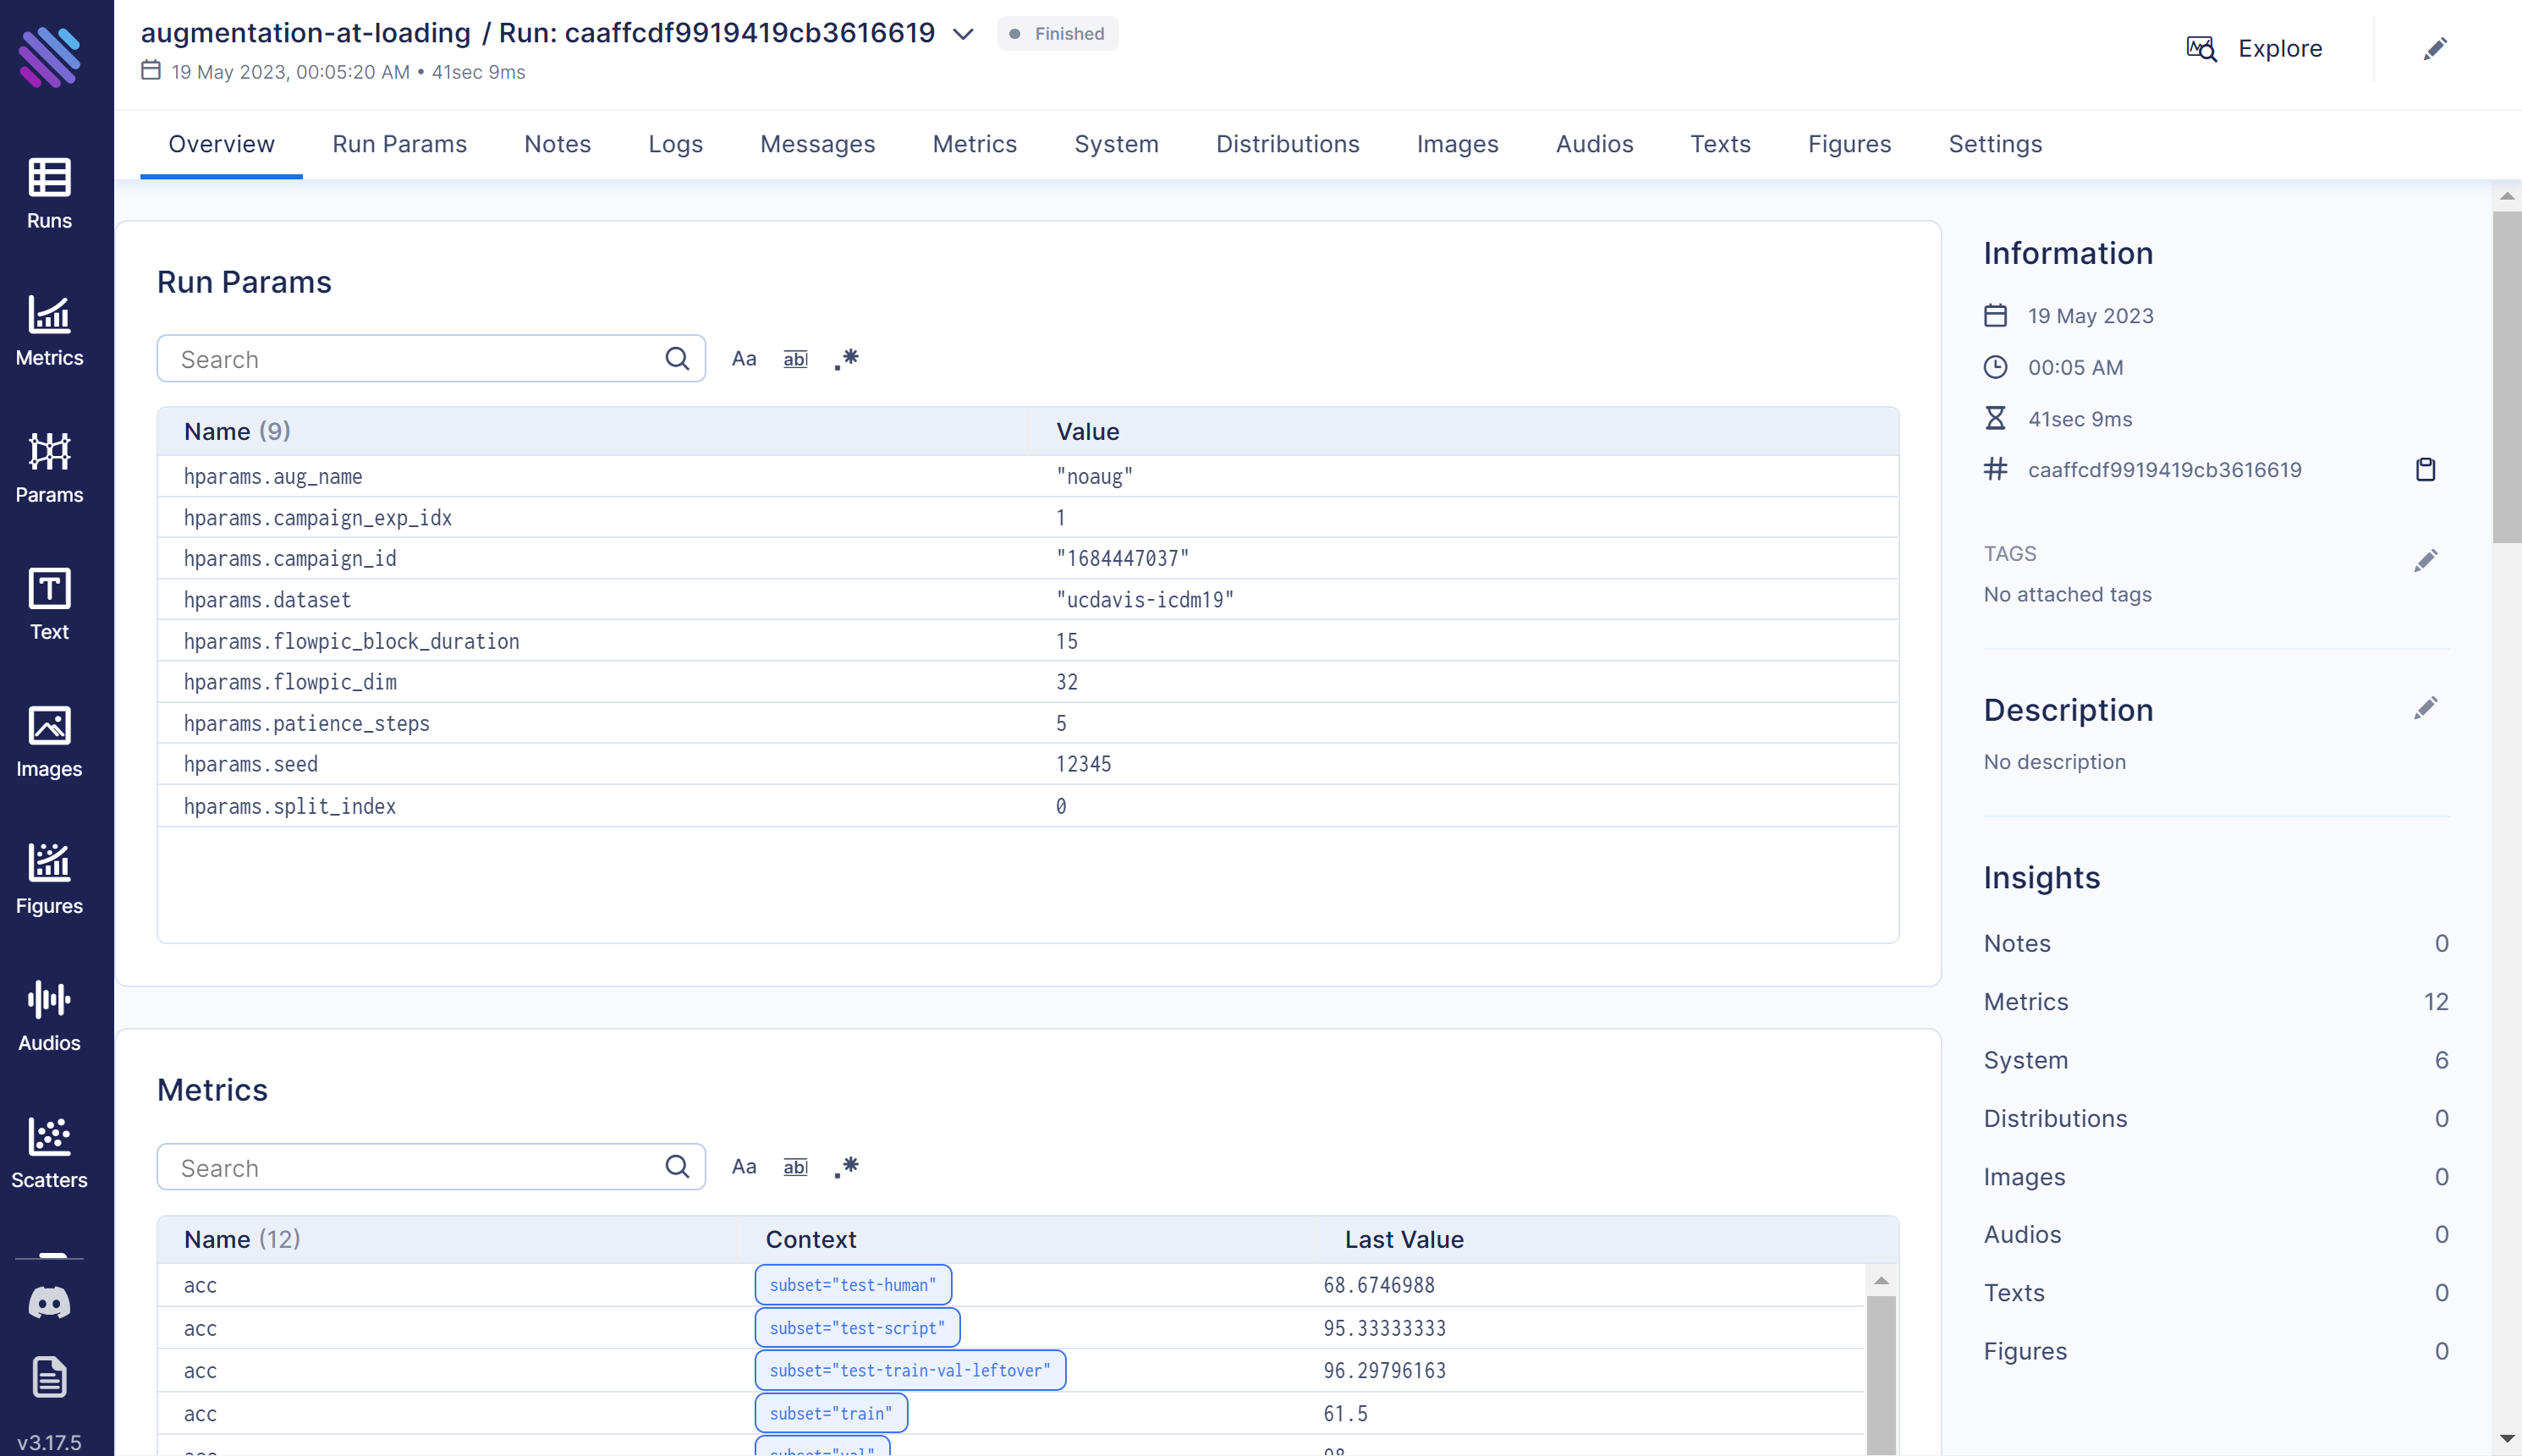 augmentation-at-loading / Run: caaffcdf9919419cb3616619 Finished
19 May 2023, 00:05:20 AM • 41sec 9ms
Explore
Overview Run Params Notes Logs Messages Metrics System Distributions Images Audios Texts Figures Settings
Runs
Metrics
Params
Text
Images
Figures
Audios
Scatters
v3.17.5
Run Params
Search Aa abl .*
Name (9) Value
hparams.aug_name "noaug"
hparams.campaign_exp_idx 1
hparams.campaign_id "1684447037"
hparams.dataset "ucdavis-icdm19"
hparams.flowpic_block_duration 15
hparams.flowpic_dim 32
hparams.patience_steps 5
hparams.seed 12345
hparams.split_index 0
Metrics
Search Aa abl .*
Name (12) Context Last Value
acc subset="test-human" 68.6746988
acc subset="test-script" 95.33333333
acc subset="test-train-val-leftover" 96.29796163
acc subset="train" 61.5
acc subset="val" 98
Information
19 May 2023
00:05 AM
41sec 9ms
caaffcdf9919419cb3616619
TAGS
No attached tags
Description
No description
Insights
Notes 0
Metrics 12
System 6
Distributions 0
Images 0
Audios 0
Texts 0
Figures 0